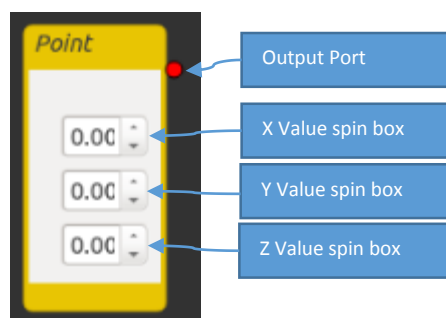 Point
Output Port
0.00
X Value spin box
0.00
Y Value spin box
0.00
Z Value spin box